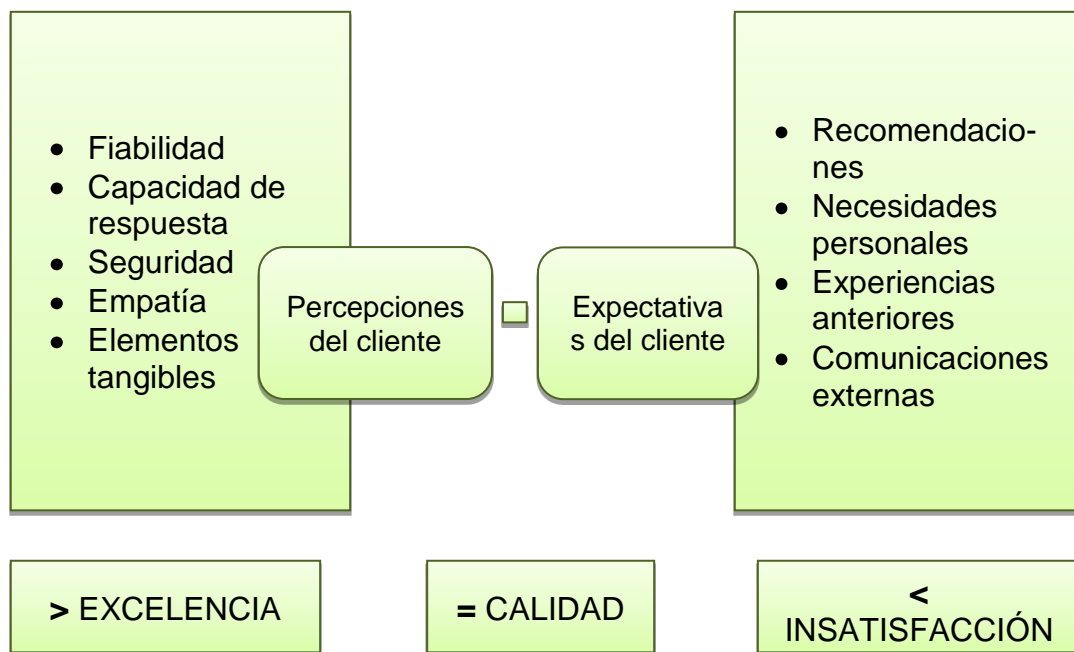 • Fiabilidad
• Capacidad de
respuesta
• Seguridad
• Empatía
• Elementos
tangibles
Percepciones
del cliente
Expectativa
s del cliente
• Recomendacio-
nes
• Necesidades
personales
• Experiencias
anteriores
• Comunicaciones
externas
> EXCELENCIA
= CALIDAD
<
INSATISFACCIÓN